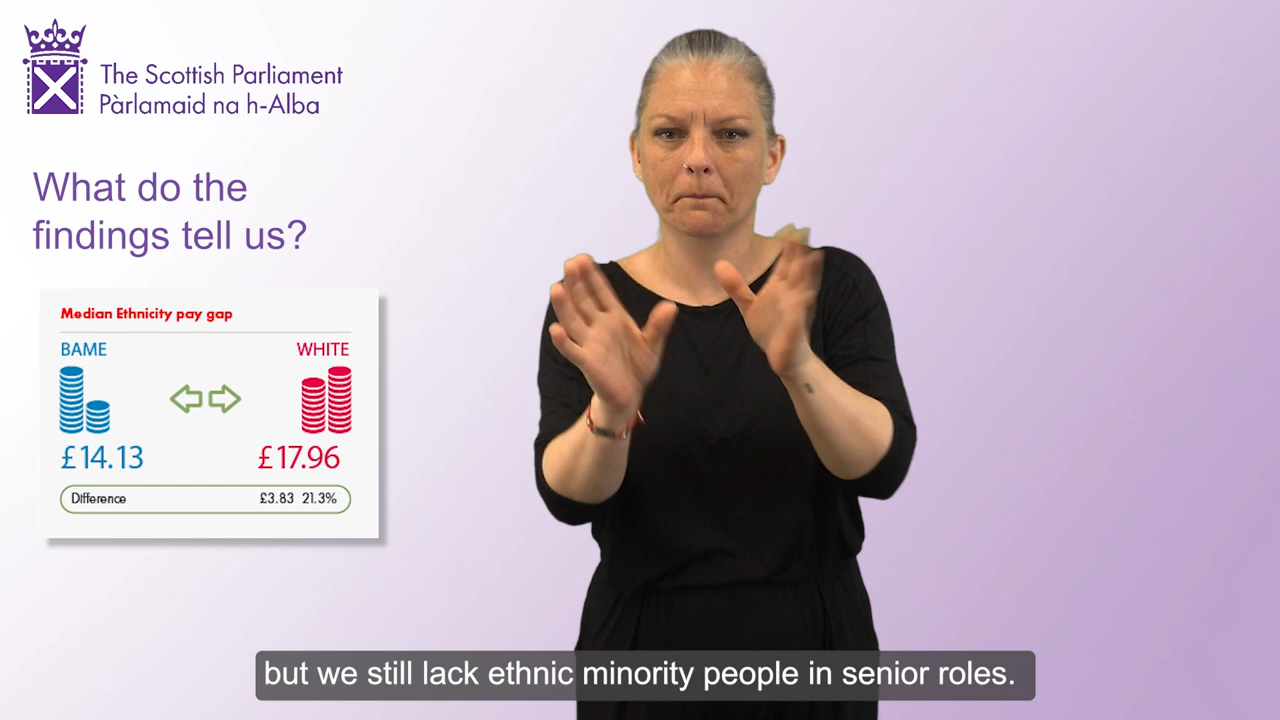 The Scottish Parliament
Pàrlamaid na h-Alba
What do the
findings tell us?
Median Ethnicity pay gap
BAME WHITE
£14.13 £17.96
Difference £3.83 21.3%
but we still lack ethnic minority people in senior roles.